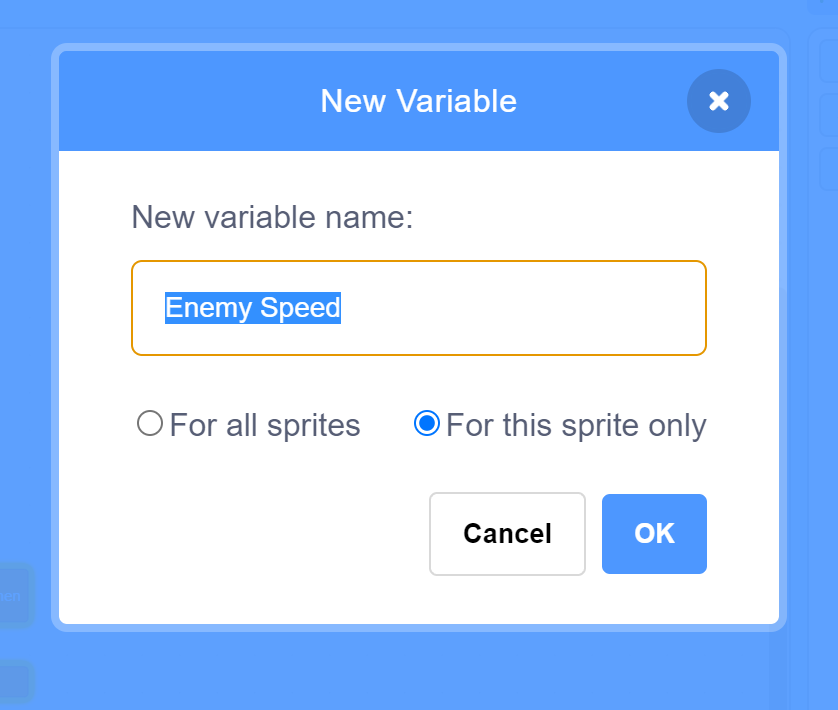 New Variable
New variable name:
Enemy Speed
For all sprites For this sprite only
Cancel OK